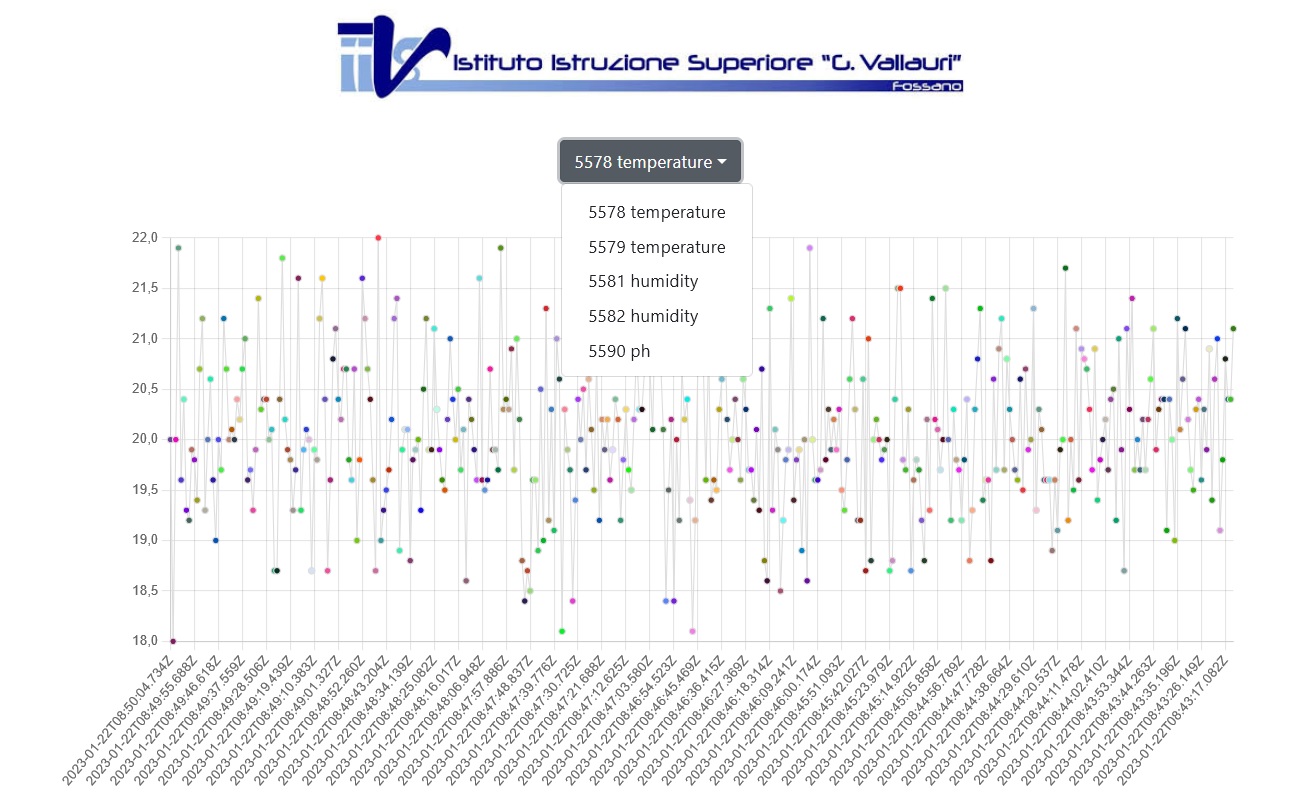 iis
Istituto Istruzione Superiore "G. Vallauri"
Fossano
5578 temperature
5578 temperature
5579 temperature
5581 humidity
5582 humidity
5590 ph
22,0
21,5
21,0
20,5
20,0
19,5
19,0
18,5
18,0
2023-01-22T08:50:04.734Z
2023-01-22T08:49:55.688Z
2023-01-22T08:49:46.618Z
2023-01-22T08:49:37.559Z
2023-01-22T08:49:28.506Z
2023-01-22T08:49:19.439Z
2023-01-22T08:49:10.383Z
2023-01-22T08:49:01.327Z
2023-01-22T08:48:52.260Z
2023-01-22T08:48:43.204Z
2023-01-22T08:48:34.139Z
2023-01-22T08:48:25.082Z
2023-01-22T08:48:16.017Z
2023-01-22T08:48:06.948Z
2023-01-22T08:47:57.886Z
2023-01-22T08:47:48.837Z
2023-01-22T08:47:39.776Z
2023-01-22T08:47:30.725Z
2023-01-22T08:47:21.688Z
2023-01-22T08:47:12.625Z
2023-01-22T08:47:03.580Z
2023-01-22T08:46:54.523Z
2023-01-22T08:46:45.469Z
2023-01-22T08:46:36.415Z
2023-01-22T08:46:27.369Z
2023-01-22T08:46:18.314Z
2023-01-22T08:46:09.241Z
2023-01-22T08:46:00.174Z
2023-01-22T08:45:51.093Z
2023-01-22T08:45:42.027Z
2023-01-22T08:45:23.979Z
2023-01-22T08:45:14.922Z
2023-01-22T08:45:05.858Z
2023-01-22T08:44:56.789Z
2023-01-22T08:44:47.728Z
2023-01-22T08:44:38.664Z
2023-01-22T08:44:29.610Z
2023-01-22T08:44:20.537Z
2023-01-22T08:44:11.478Z
2023-01-22T08:44:02.410Z
2023-01-22T08:43:53.344Z
2023-01-22T08:43:44.263Z
2023-01-22T08:43:35.196Z
2023-01-22T08:43:26.149Z
2023-01-22T08:43:17.082Z